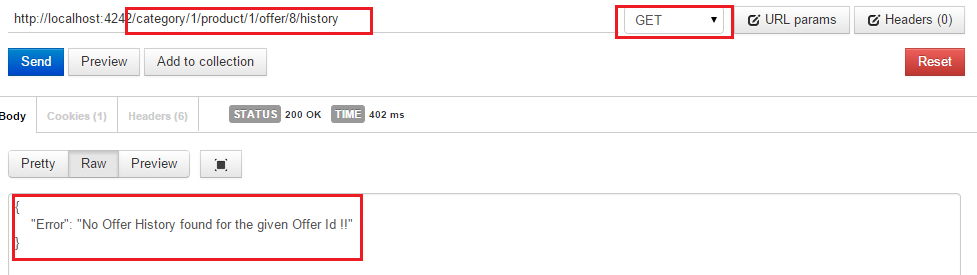 http://localhost:4242/category/1/product/1/offer/8/history GET URL params Headers (0)
Send Preview Add to collection Reset
Body Cookies (1) Headers (6) STATUS 200 OK TIME 402 ms
Pretty Raw Preview
{
"Error": "No Offer History found for the given Offer Id !!"
}